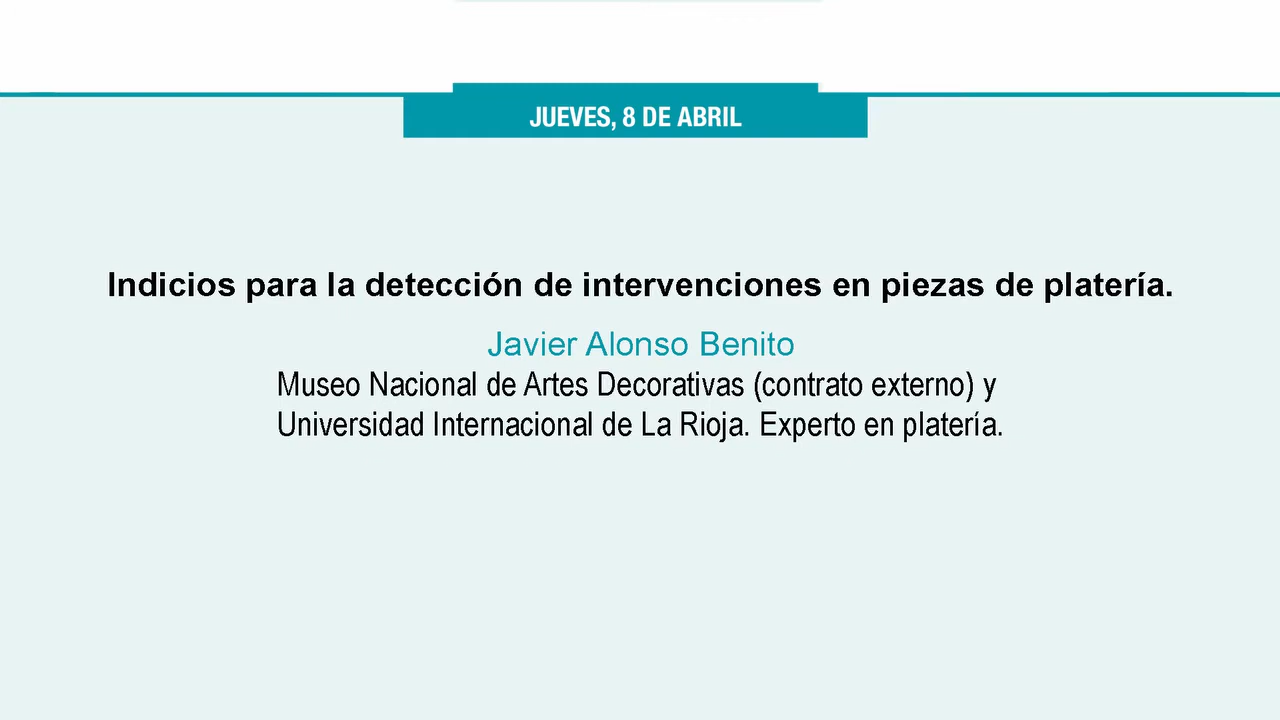 JUEVES, 8 DE ABRIL
Indicios para la detección de intervenciones en piezas de platería.
Javier Alonso Benito
Museo Nacional de Artes Decorativas (contrato externo) y
Universidad Internacional de La Rioja. Experto en platería.